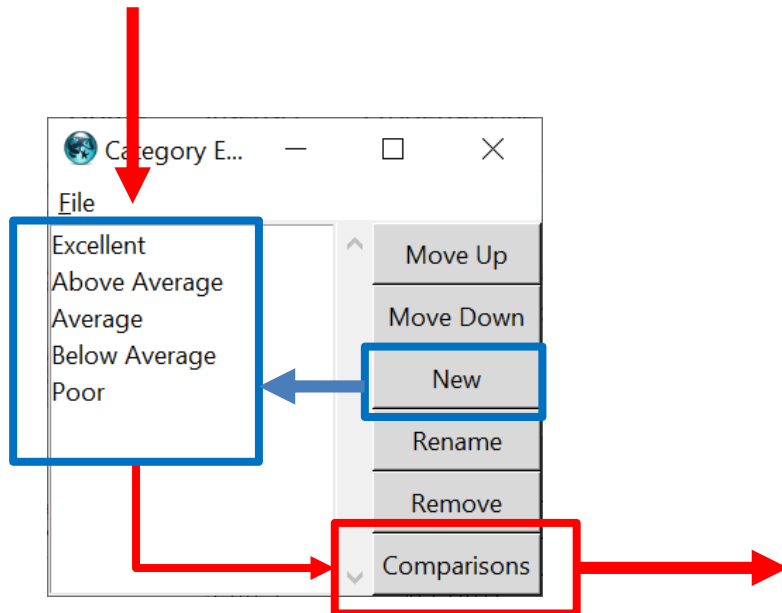 Category E...
File
Excellent
Above Average
Average
Below Average
Poor
Move Up
Move Down
New
Rename
Remove
Comparisons